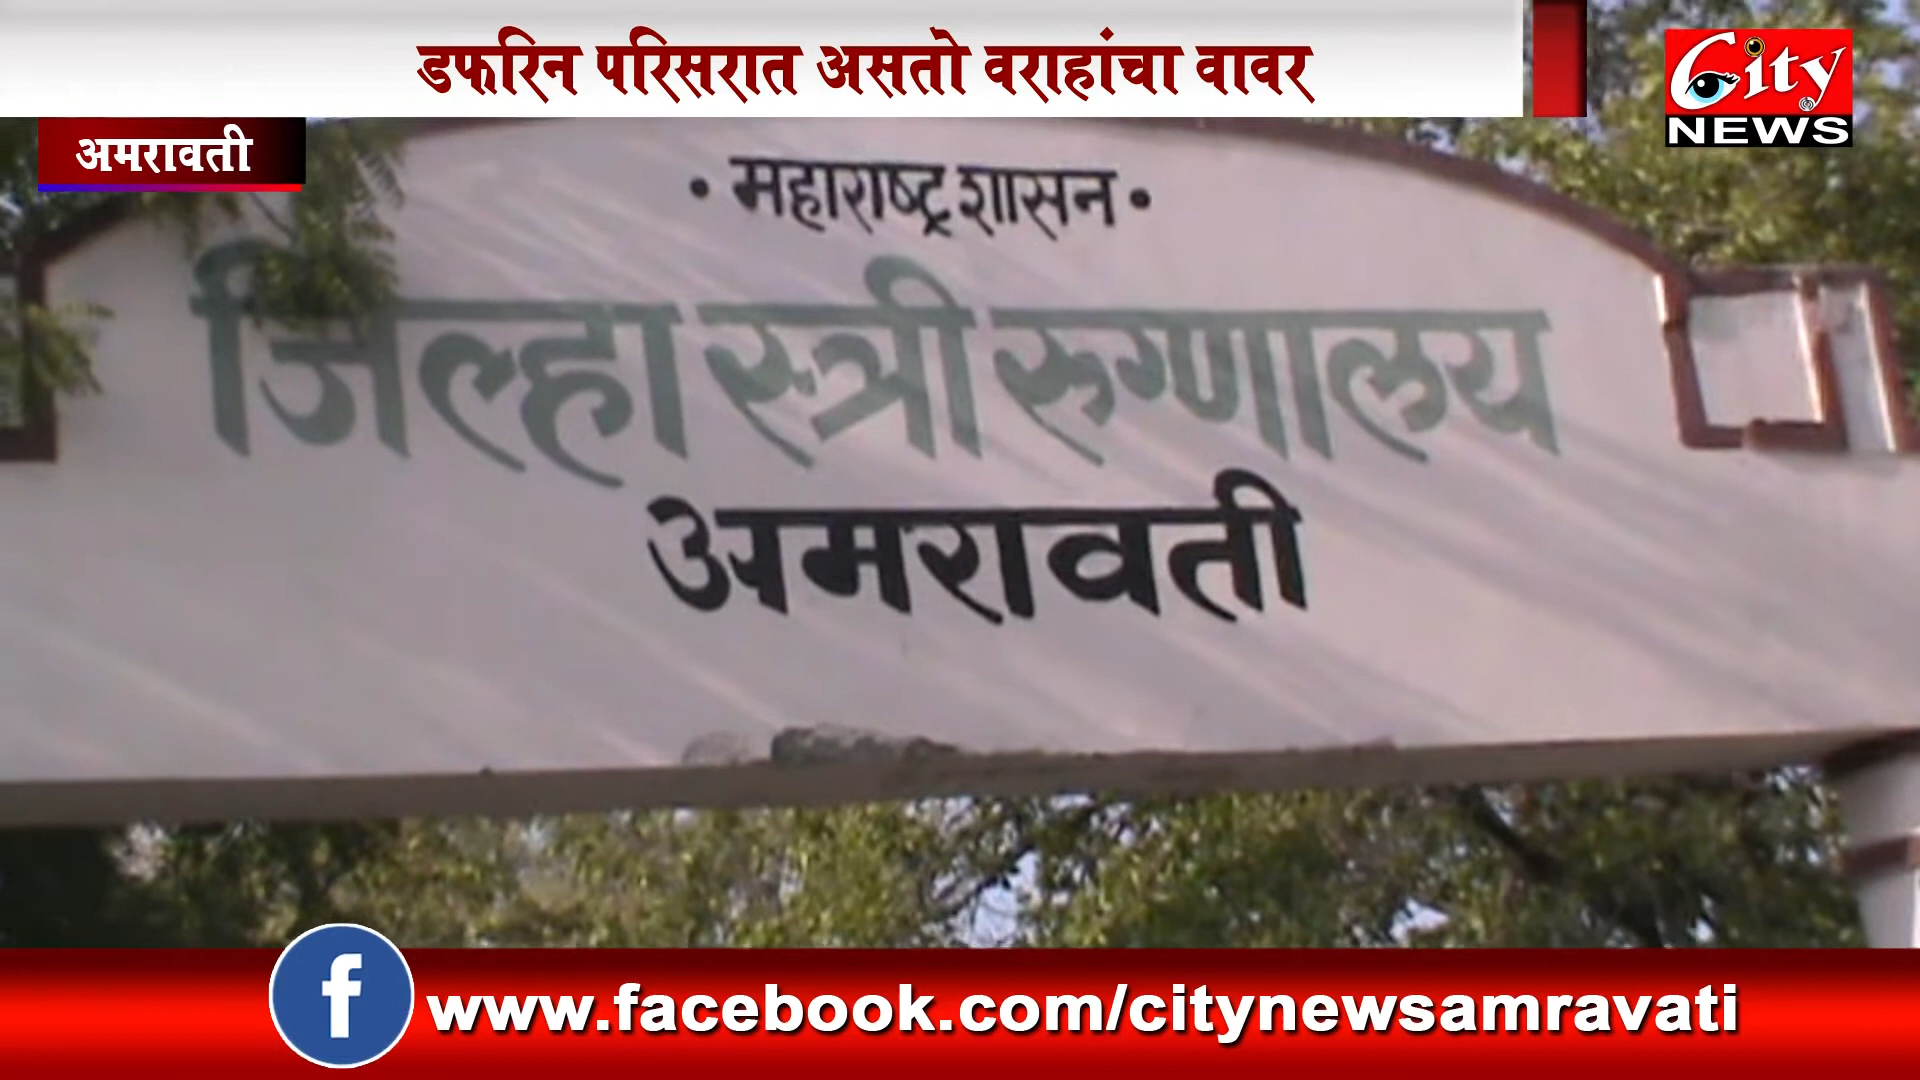 डफरिन परिसरात असतो वराहांचा वावर
City
NEWS
अमरावती
• महाराष्ट्र शासन •
जिल्हा स्त्री रुग्णालय
अमरावती
f www.facebook.com/citynewsamravati